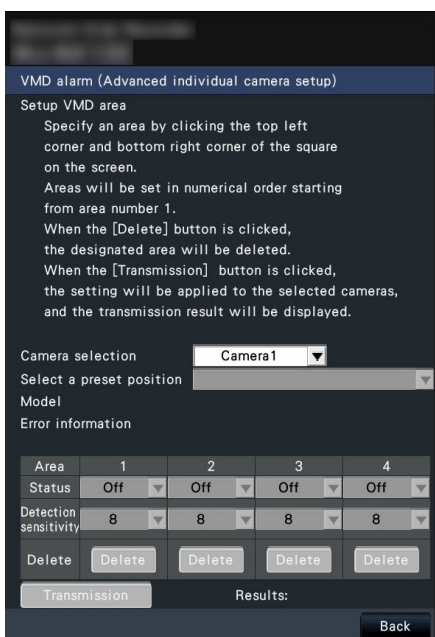 VMD alarm (Advanced individual camera setup)
Setup VMD area
Specify an area by clicking the top left
corner and bottom right corner of the square
on the screen.
Areas will be set in numerical order starting
from area number 1.
When the [Delete] button is clicked,
the designated area will be deleted.
When the [Transmission] button is clicked,
the setting will be applied to the selected cameras,
and the transmission result will be displayed.
Camera selection Camera1
Select a preset position
Model
Error information
Area 1 2 3 4
Status Off Off Off Off
Detection
sensitivity 8 8 8 8
Delete Delete Delete Delete Delete
Transmission Results:
Back